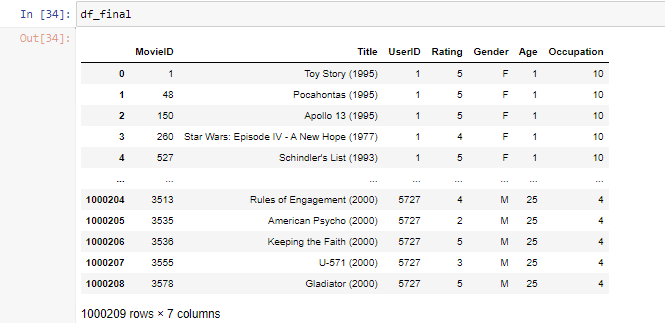 In [34]: df_final
Out[34]:
MovieID Title UserID Rating Gender Age Occupation
0 1 Toy Story (1995) 1 5 F 1 10
1 48 Pocahontas (1995) 1 5 F 1 10
2 150 Apollo 13 (1995) 1 5 F 1 10
3 260 Star Wars: Episode IV - A New Hope (1977) 1 4 F 1 10
4 527 Schindler's List (1993) 1 5 F 1 10
... ... ... ... ... ... ... ...
1000204 3513 Rules of Engagement (2000) 5727 4 M 25 4
1000205 3535 American Psycho (2000) 5727 2 M 25 4
1000206 3536 Keeping the Faith (2000) 5727 5 M 25 4
1000207 3555 U-571 (2000) 5727 3 M 25 4
1000208 3578 Gladiator (2000) 5727 5 M 25 4
1000209 rows × 7 columns